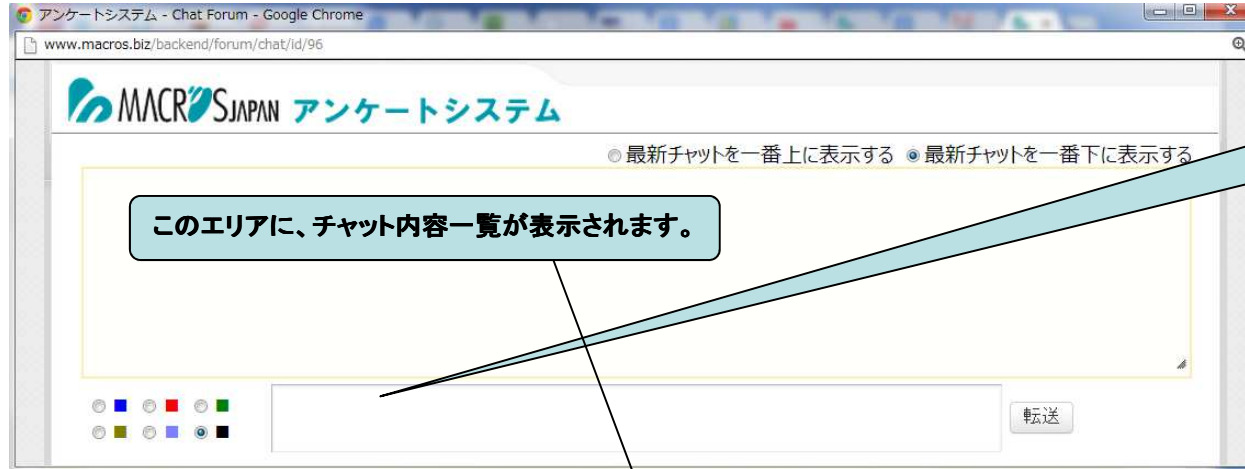 アンケートシステム - Chat Forum - Google Chrome
www.macros.biz/backend/forum/chat/id/96
MACROSJAPAN アンケートシステム
最新チャットを一番上に表示する 最新チャットを一番下に表示する
このエリアに、チャット内容一覧が表示されます。
転送